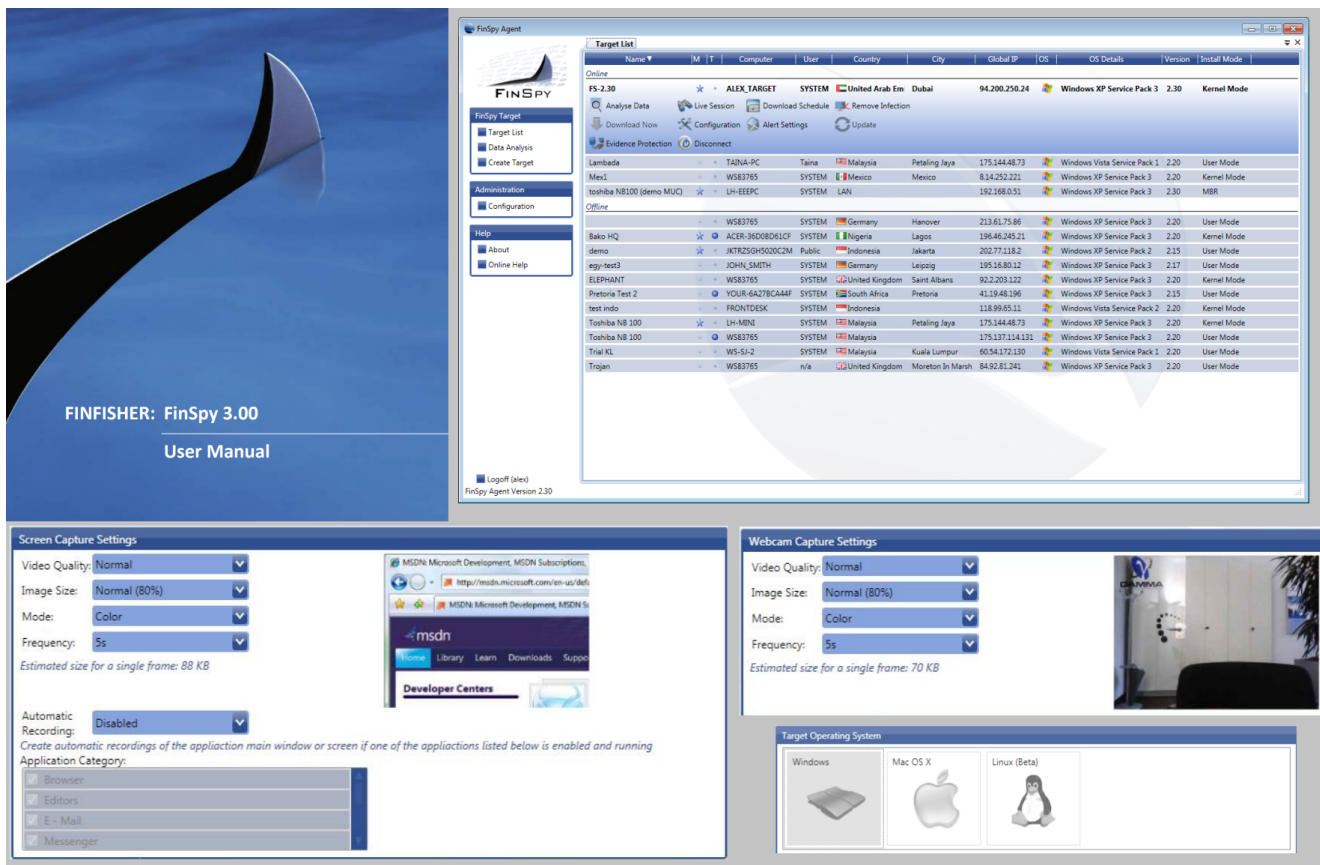 FINFISHER: FinSpy 3.00
User Manual
FinSpy Agent
FINSPY
FinSpy Target
Target List
Data Analysis
Create Target
Administration
Configuration
Help
About
Online Help
Logoff (alex)
FinSpy Agent Version 2.30
Target List
Name M T Computer User Country City Global IP OS OS Details Version Install Mode
Online
FS-2.30 ALEX_TARGET SYSTEM United Arab Em Dubai 94.200.250.24 Windows XP Service Pack 3 2.30 Kernel Mode
Analyse Data Live Session Download Schedule Remove Infection
Download Now Configuration Alert Settings Update
Evidence Protection Disconnect
Lambada TAINA-PC Taina Malaysia Petaling Jaya 175.144.48.73 Windows Vista Service Pack 1 2.20 User Mode
Mex1 WS83765 SYSTEM Mexico Mexico 8.14.252.221 Windows XP Service Pack 3 2.20 Kernel Mode
toshiba NB100 (demo MUC) LH-EEEPC SYSTEM LAN 192.168.0.51 Windows XP Service Pack 3 2.30 MBR
Offline
WS83765 SYSTEM Germany Hanover 213.61.75.86 Windows XP Service Pack 3 2.20 User Mode
Bako HQ ACER-36D0BD61CF SYSTEM Nigeria Lagos 196.46.245.21 Windows XP Service Pack 3 2.20 Kernel Mode
demo JKTRZSGH5020C2M Public Indonesia Jakarta 202.77.118.2 Windows XP Service Pack 2 2.15 User Mode
egy-test3 JOHN_SMITH SYSTEM Germany Leipzig 195.16.80.12 Windows XP Service Pack 3 2.17 User Mode
ELEPHANT WS83765 SYSTEM United Kingdom Saint Albans 92.2.203.122 Windows XP Service Pack 3 2.20 Kernel Mode
Pretoria Test 2 YOUR-6A27BCA44F SYSTEM South Africa Pretoria 41.19.48.196 Windows XP Service Pack 3 2.15 User Mode
test indo FRONTDESK SYSTEM Indonesia 118.99.65.11 Windows Vista Service Pack 2 2.20 User Mode
Toshiba NB 100 LH-MINI SYSTEM Malaysia Petaling Jaya 175.144.48.73 Windows XP Service Pack 3 2.20 Kernel Mode
Toshiba NB 100 WS83765 SYSTEM Malaysia 175.137.114.131 Windows XP Service Pack 3 2.20 User Mode
Trial KL WS-SJ-2 SYSTEM Malaysia Kuala Lumpur 60.54.172.130 Windows Vista Service Pack 1 2.20 User Mode
Trojan WS83765 n/a United Kingdom Moreton In Marsh 84.92.81.241 Windows XP Service Pack 3 2.20 User Mode
Screen Capture Settings
Video Quality: Normal
Image Size: Normal (80%)
Mode: Color
Frequency: 5s
Estimated size for a single frame: 88 KB
MSDN: Microsoft Development, MSDN Subscriptions,
http://msdn.microsoft.com/en-us/def
MSDN: Microsoft Development, MSDN
msdn
Home Library Learn Downloads Suppo
Developer Centers
Automatic
Recording: Disabled
Create automatic recordings of the appliaction main window or screen if one of the appliactions listed below is enabled and running
Application Category:
Browser
Editors
E - Mail
Messenger
Webcam Capture Settings
Video Quality: Normal
Image Size: Normal (80%)
Mode: Color
Frequency: 5s
Estimated size for a single frame: 70 KB
GAMMA
Target Operating System
Windows Mac OS X Linux (Beta)